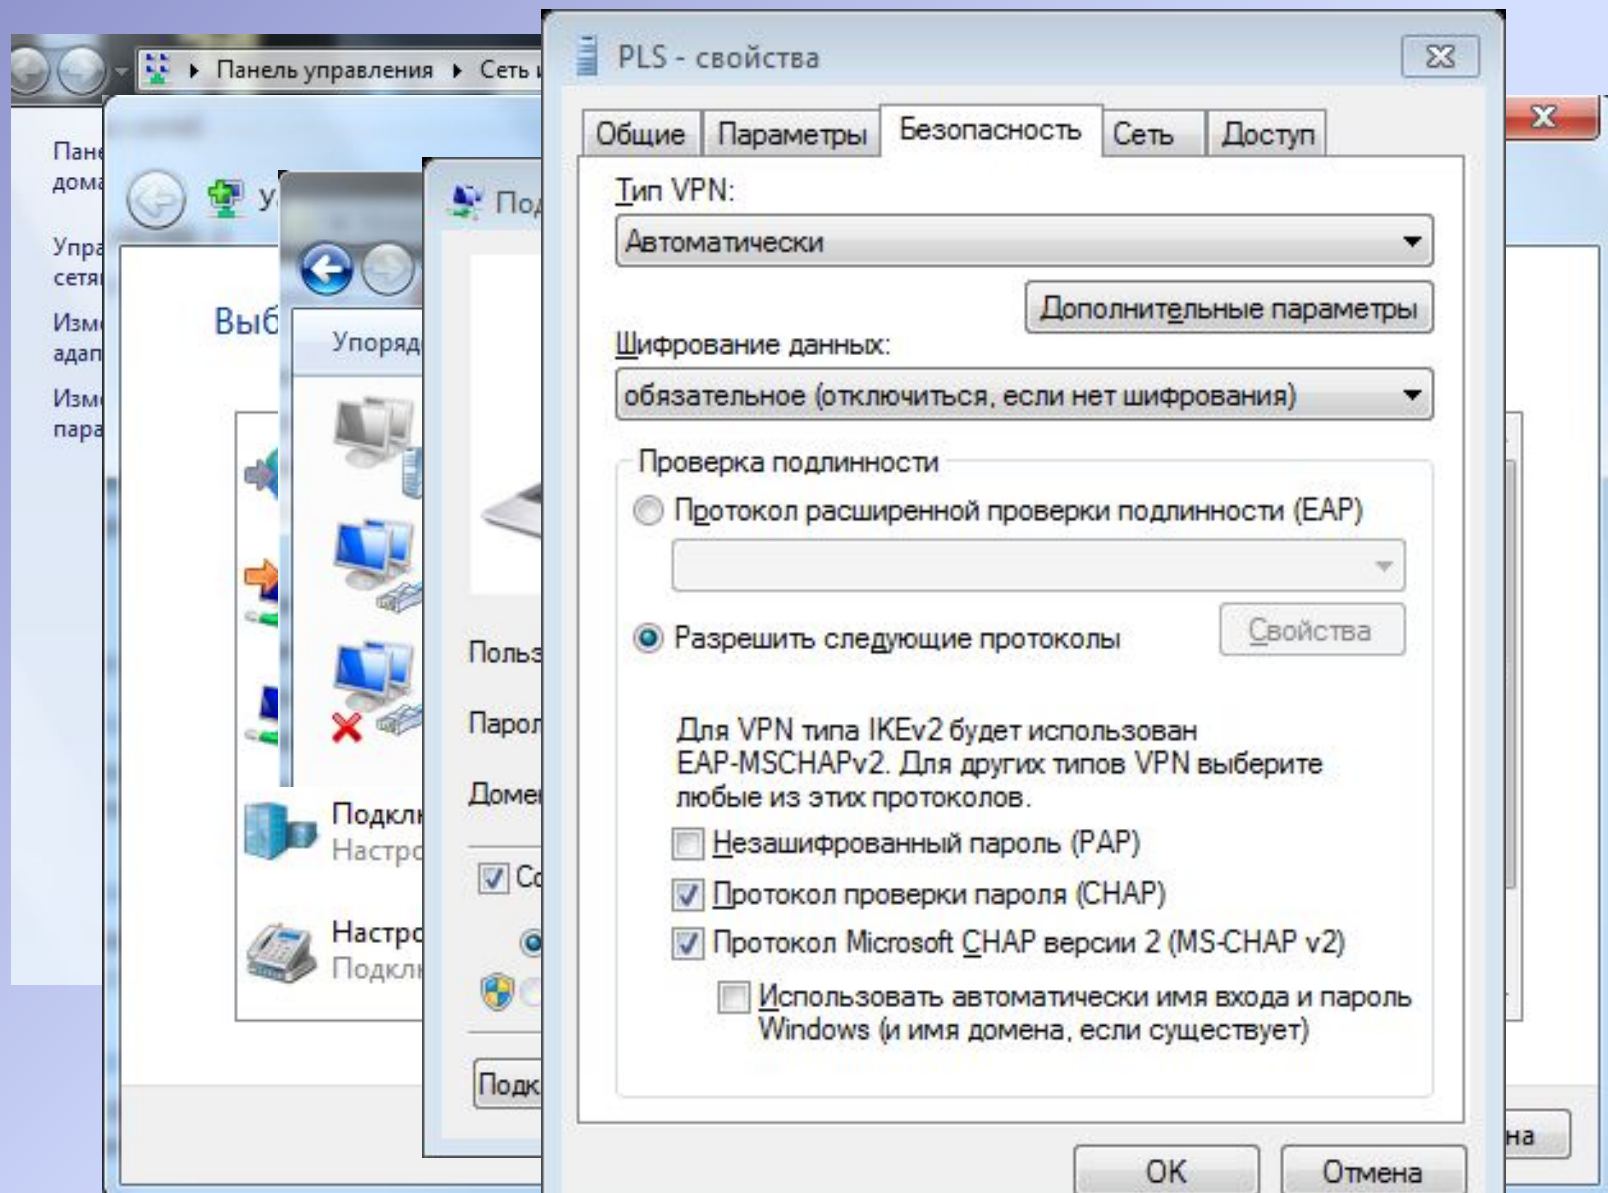 Панель управления
PLS - свойства
Общие Параметры Безопасность Сеть Доступ
Тип VPN:
Автоматически
Дополнительные параметры
Шифрование данных:
обязательное (отключиться, если нет шифрования)
Проверка подлинности
Протокол расширенной проверки подлинности (EAP)
Свойства
Разрешить следующие протоколы
Для VPN типа IKEv2 будет использован
EAP-MSCHAPv2. Для других типов VPN выберите
любые из этих протоколов.
Незашифрованный пароль (PAP)
Протокол проверки пароля (CHAP)
Протокол Microsoft CHAP версии 2 (MS-CHAP v2)
Использовать автоматически имя входа и пароль
Windows (и имя домена, если существует)
OK Отмена